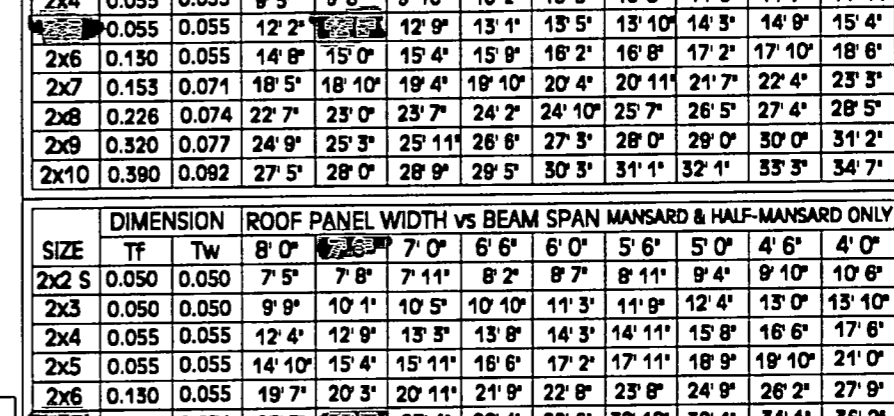 2x4 0.055 0.055 9' 5"
0.055 0.055 12' 2" 12' 9" 13' 1" 13' 5" 13' 10" 14' 3" 14' 9" 15' 4"
2x6 0.130 0.055 14' 8" 15' 0" 15' 4" 15' 9" 16' 2" 16' 8" 17' 2" 17' 10" 18' 6"
2x7 0.153 0.071 18' 5" 18' 10" 19' 4" 19' 10" 20' 4" 20' 11" 21' 7" 22' 4" 23' 3"
2x8 0.226 0.074 22' 7" 23' 0" 23' 7" 24' 2" 24' 10" 25' 7" 26' 5" 27' 4" 28' 5"
2x9 0.320 0.077 24' 9" 25' 3" 25' 11" 26' 6" 27' 3" 28' 0" 29' 0" 30' 0" 31' 2"
2x10 0.390 0.092 27' 5" 28' 0" 28' 9" 29' 5" 30' 3" 31' 1" 32' 1" 33' 3" 34' 7"
DIMENSION ROOF PANEL WIDTH vs BEAM SPAN MANSARD & HALF-MANSARD ONLY
SIZE Tf Tw 8' 0" 7' 0" 6' 6" 6' 0" 5' 6" 5' 0" 4' 6" 4' 0"
2x2 S 0.050 0.050 7' 5" 7' 8" 7' 11" 8' 2" 8' 7" 8' 11" 9' 4" 9' 10" 10' 6"
2x3 0.050 0.050 9' 9" 10' 1" 10' 5" 10' 10" 11' 3" 11' 9" 12' 4" 13' 0" 13' 10"
2x4 0.055 0.055 12' 4" 12' 9" 13' 3" 13' 8" 14' 3" 14' 11" 15' 8" 16' 6" 17' 6"
2x5 0.055 0.055 14' 10" 15' 4" 15' 11" 16' 6" 17' 2" 17' 11" 18' 9" 19' 10" 21' 0"
2x6 0.130 0.055 19' 7" 20' 3" 20' 11" 21' 9" 22' 8" 23' 8" 24' 9" 26' 2" 27' 9"